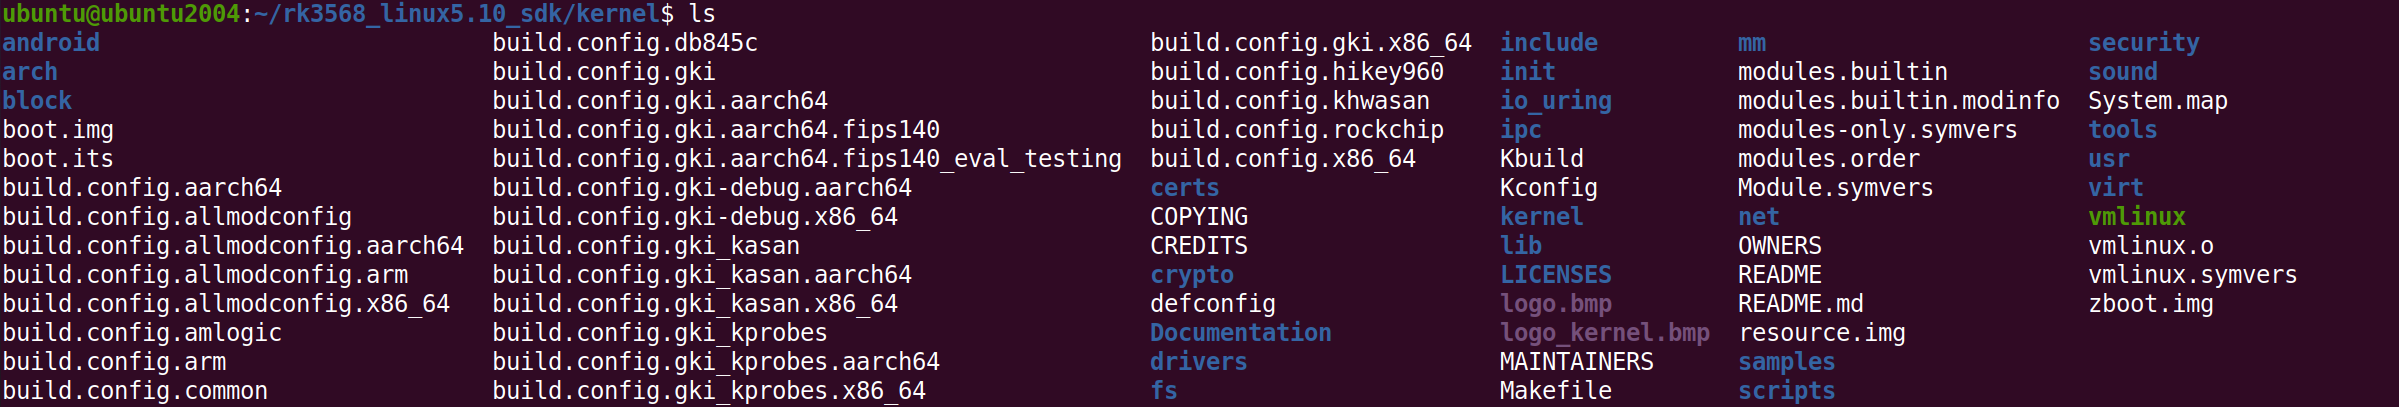 ubuntu@ubuntu2004:~/rk3568_linux5.10_sdk/kernel$ ls
android build.config.db845c build.config.gki.x86_64 include mm security
arch build.config.gki build.config.hikey960 init modules.builtin sound
block build.config.gki.aarch64 build.config.khwasan io_uring modules.builtin.modinfo System.map
boot.img build.config.gki.aarch64.fips140 build.config.rockchip ipc modules-only.symvers tools
boot.its build.config.gki.aarch64.fips140_eval_testing build.config.x86_64 Kbuild modules.order usr
build.config.aarch64 build.config.gki-debug.aarch64 certs Kconfig Module.symvers virt
build.config.allmodconfig build.config.gki-debug.x86_64 COPYING kernel net vmlinux
build.config.allmodconfig.aarch64 build.config.gki_kasan CREDITS lib OWNERS vmlinux.o
build.config.allmodconfig.arm build.config.gki_kasan.aarch64 crypto LICENSES README vmlinux.symvers
build.config.allmodconfig.x86_64 build.config.gki_kasan.x86_64 defconfig logo.bmp README.md zboot.img
build.config.amlogic build.config.gki_kprobes Documentation logo_kernel.bmp resource.img
build.config.arm build.config.gki_kprobes.aarch64 drivers MAINTAINERS samples
build.config.common build.config.gki_kprobes.x86_64 fs Makefile scripts